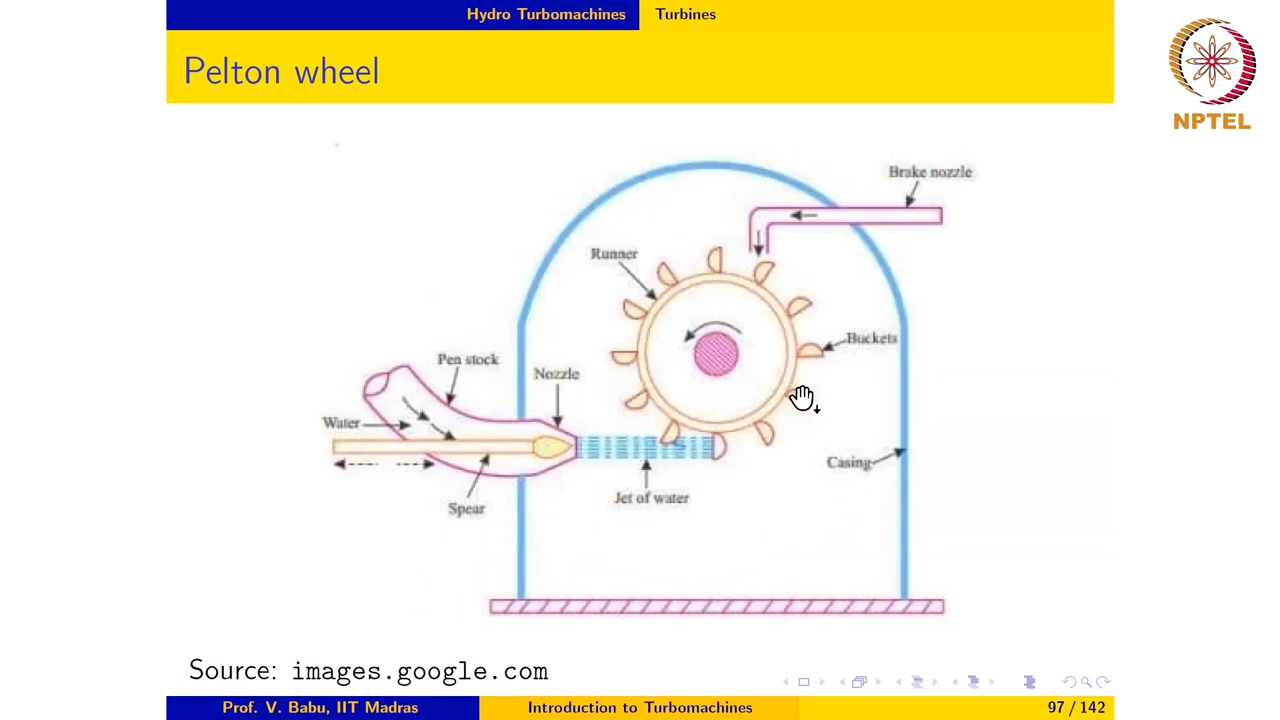 Hydro Turbomachines Turbines
Pelton wheel
NPTEL
Brake nozzle
Runner
Buckets
Pen stock
Nozzle
Water
Casing
Spear
Jet of water
Source: images.google.com
Prof. V. Babu, IIT Madras Introduction to Turbomachines 97 / 142